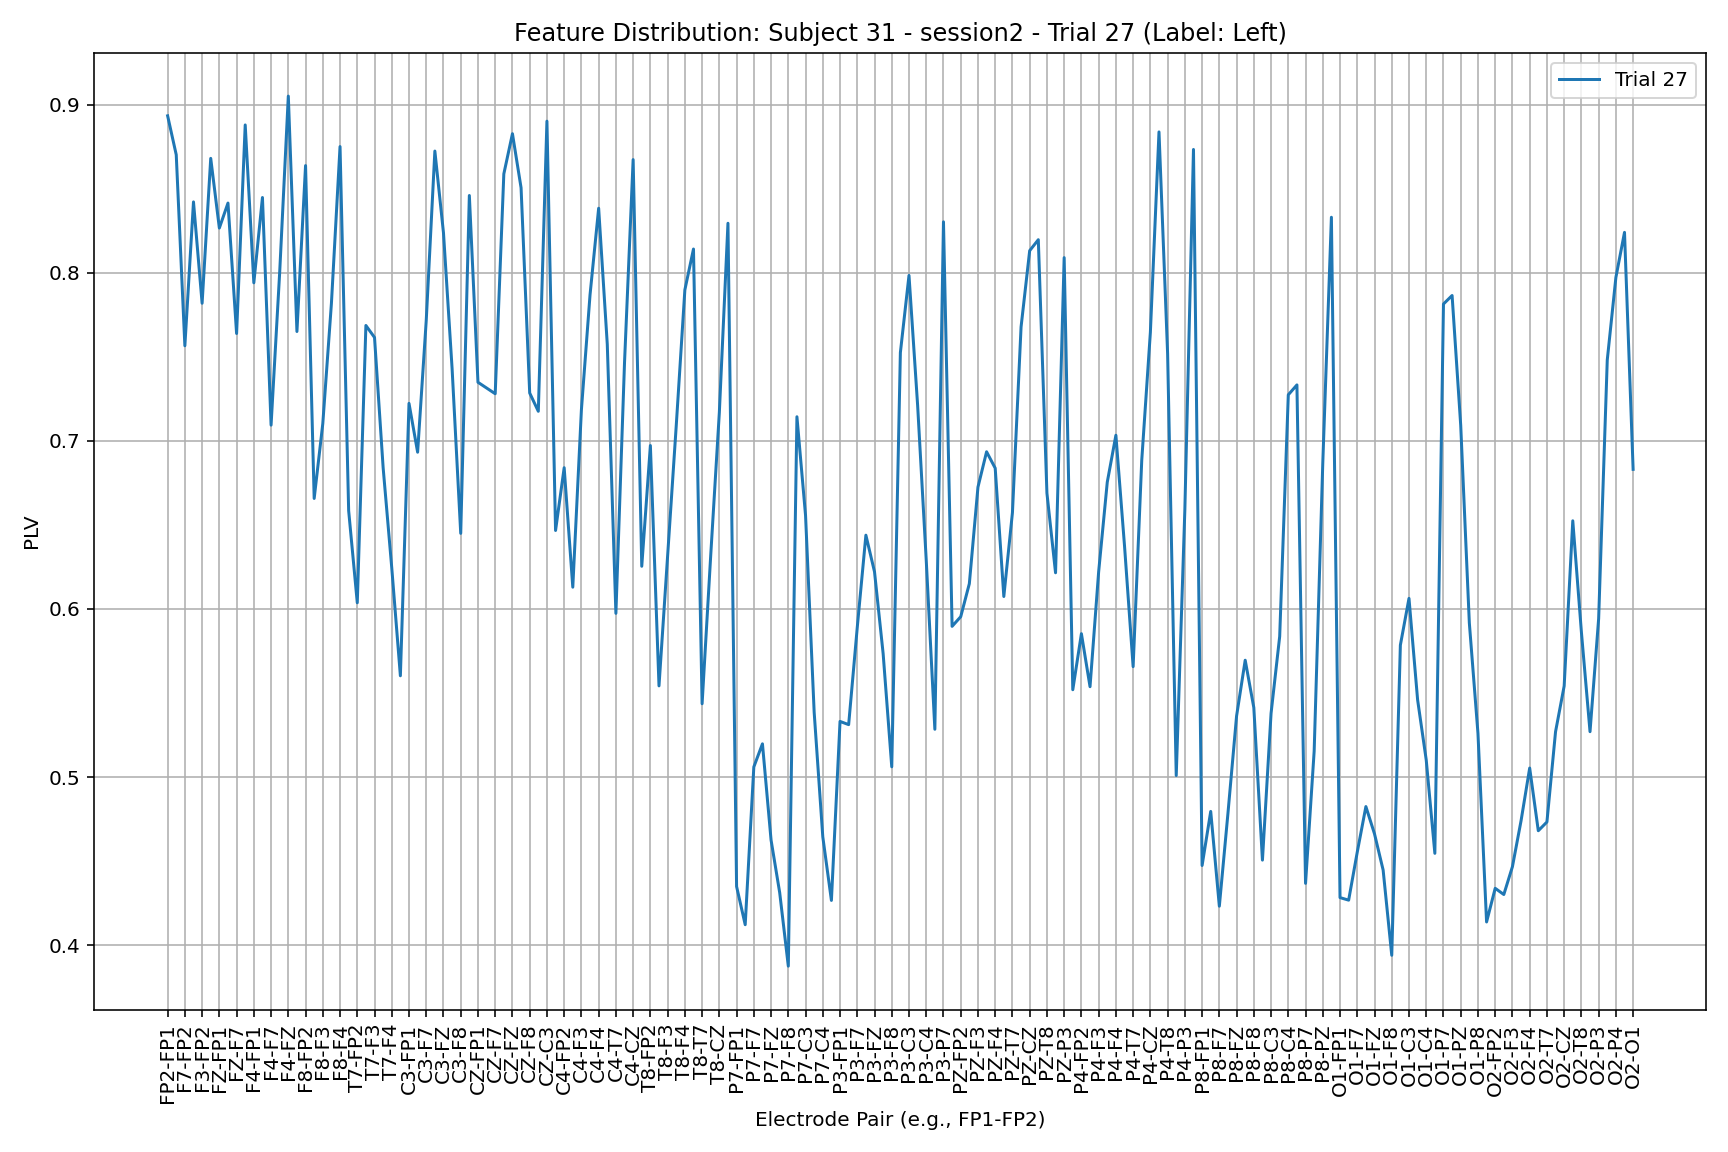 Feature Distribution: Subject 31 - session2 - Trial 27 (Label: Left)
Trial 27
0.9
0.8
0.7
0.6
0.5
0.4
PLV
FP2-FP1
F7-FP2
F3-FP2
FZ-FP1
FZ-F7
F4-FP1
F4-F7
F4-FZ
F8-FP2
F8-F3
F8-F4
T7-FP2
T7-F3
T7-F4
C3-FP1
C3-F7
C3-FZ
C3-F8
CZ-FP1
CZ-F7
CZ-FZ
CZ-F8
CZ-C3
C4-FP2
C4-F3
C4-F4
C4-T7
C4-CZ
T8-FP2
T8-F3
T8-F4
T8-T7
T8-CZ
P7-FP1
P7-F7
P7-FZ
P7-F8
P7-C3
P7-C4
P3-FP1
P3-F7
P3-FZ
P3-F8
P3-C3
P3-C4
P3-P7
PZ-FP2
PZ-F3
PZ-F4
PZ-T7
PZ-CZ
PZ-T8
PZ-P3
P4-FP2
P4-F3
P4-F4
P4-T7
P4-CZ
P4-T8
P4-P3
P8-FP1
P8-F7
P8-FZ
P8-F8
P8-C3
P8-C4
P8-P7
P8-PZ
O1-FP1
O1-F7
O1-FZ
O1-F8
O1-C3
O1-C4
O1-P7
O1-PZ
O1-P8
O2-FP2
O2-F3
O2-F4
O2-T7
O2-CZ
O2-T8
O2-P3
O2-P4
O2-O1
Electrode Pair (e.g., FP1-FP2)